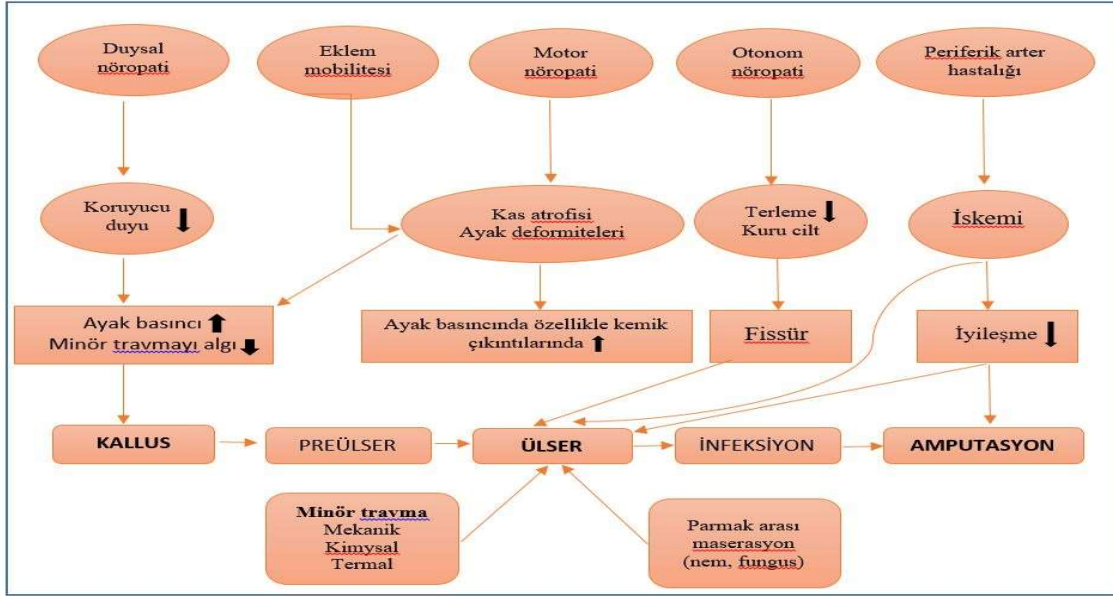 Duysal
nöropati
Eklem
mobilitesi
Motor
nöropati
Otonom
nöropati
Periferik arter
hastalığı
Koruyucu
duyu
Kas atrofisi
Ayak deformiteleri
Terleme
Kuru cilt
İskemi
Ayak basıncı
Minör travmayı algı
Ayak basıncında özellikle kemik
çıkıntılarında
Fissür
İyileşme
KALLUS
PREÜLSER
ÜLSER
İNFEKSİYON
AMPUTASYON
Minör travma
Mekanik
Kimysal
Termal
Parmak arası
maserasyon
(nem, fungus)